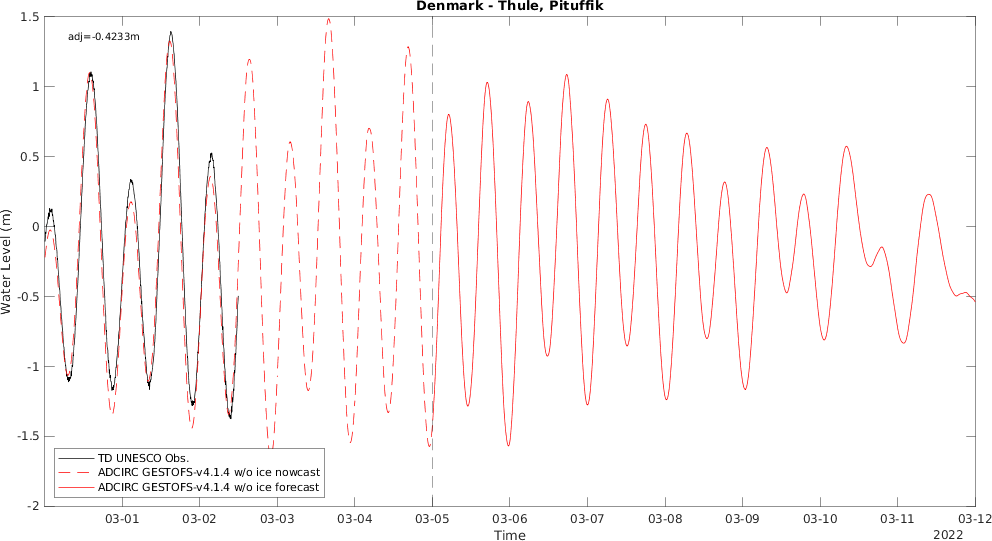 Denmark - Thule, Pituffik
adj=-0.4233m
1.5
1
0.5
0
-0.5
-1
-1.5
-2
Water Level (m)
TD UNESCO Obs.
ADCIRC GESTOFS-v4.1.4 w/o ice nowcast
ADCIRC GESTOFS-v4.1.4 w/o ice forecast
03-01 03-02 03-03 03-04 03-05 03-06 03-07 03-08 03-09 03-10 03-11 03-12
Time
2022